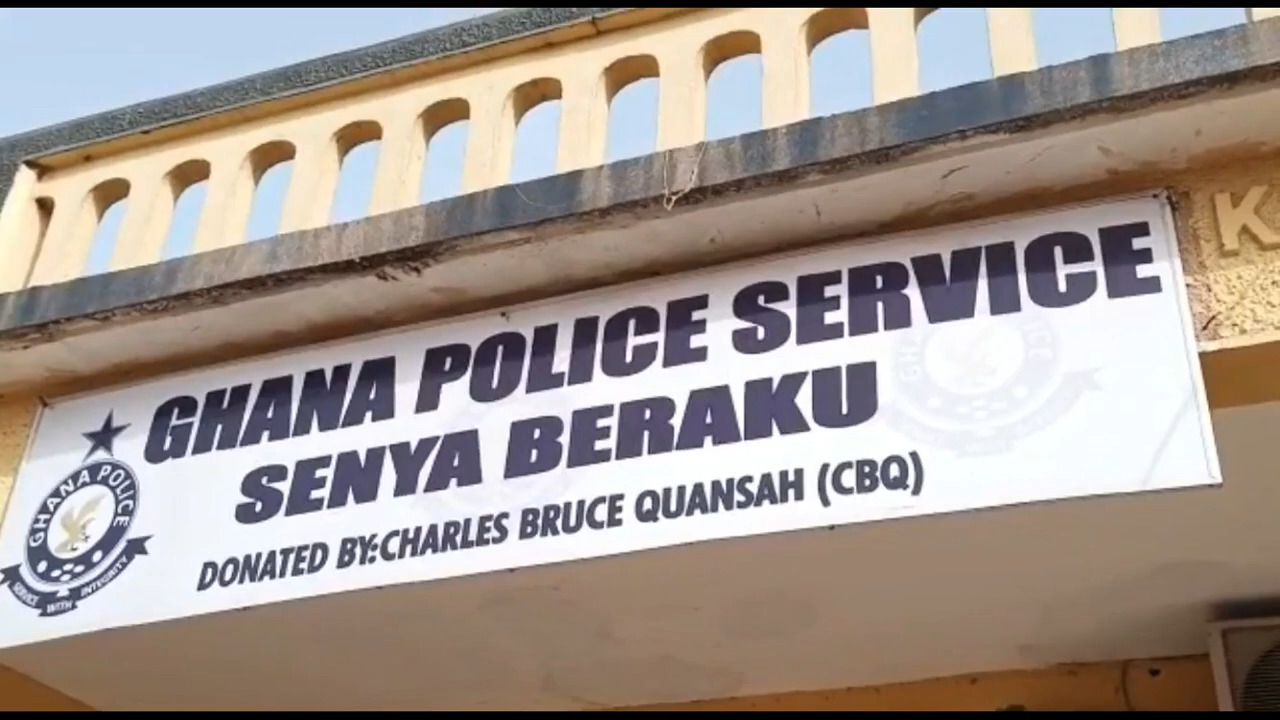 GHANA POLICE SERVICE
SENYA BERAKU
DONATED BY:CHARLES BRUCE QUANSAH (CBQ)
GHANA POLICE
SERVICE WITH INTEGRITY
K